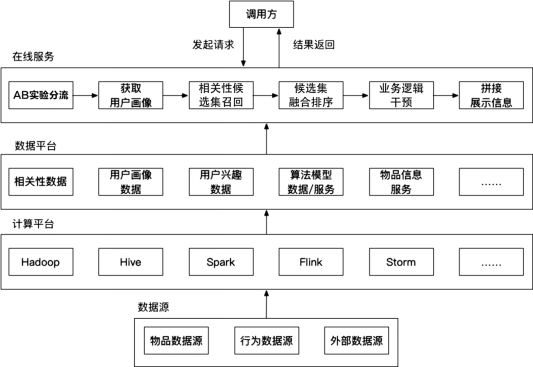 调用方
发起请求
结果返回
在线服务
AB实验分流
获取
用户画像
相关性候
选集召回
候选集
融合排序
业务逻辑
干预
拼接
展示信息
数据平台
相关性数据
用户画像
数据
用户兴趣
数据
算法模型
数据/服务
物品信息
服务
……
计算平台
Hadoop
Hive
Spark
Flink
Storm
……
数据源
物品数据源
行为数据源
外部数据源